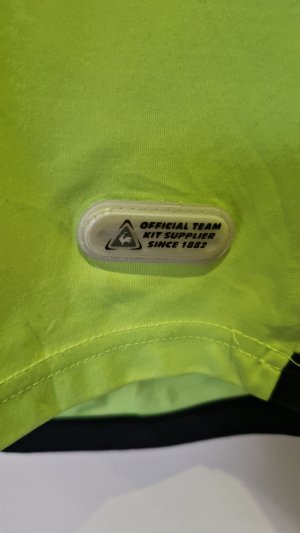 OFFICIAL TEAM
KIT SUPPLIER
SINCE 1882